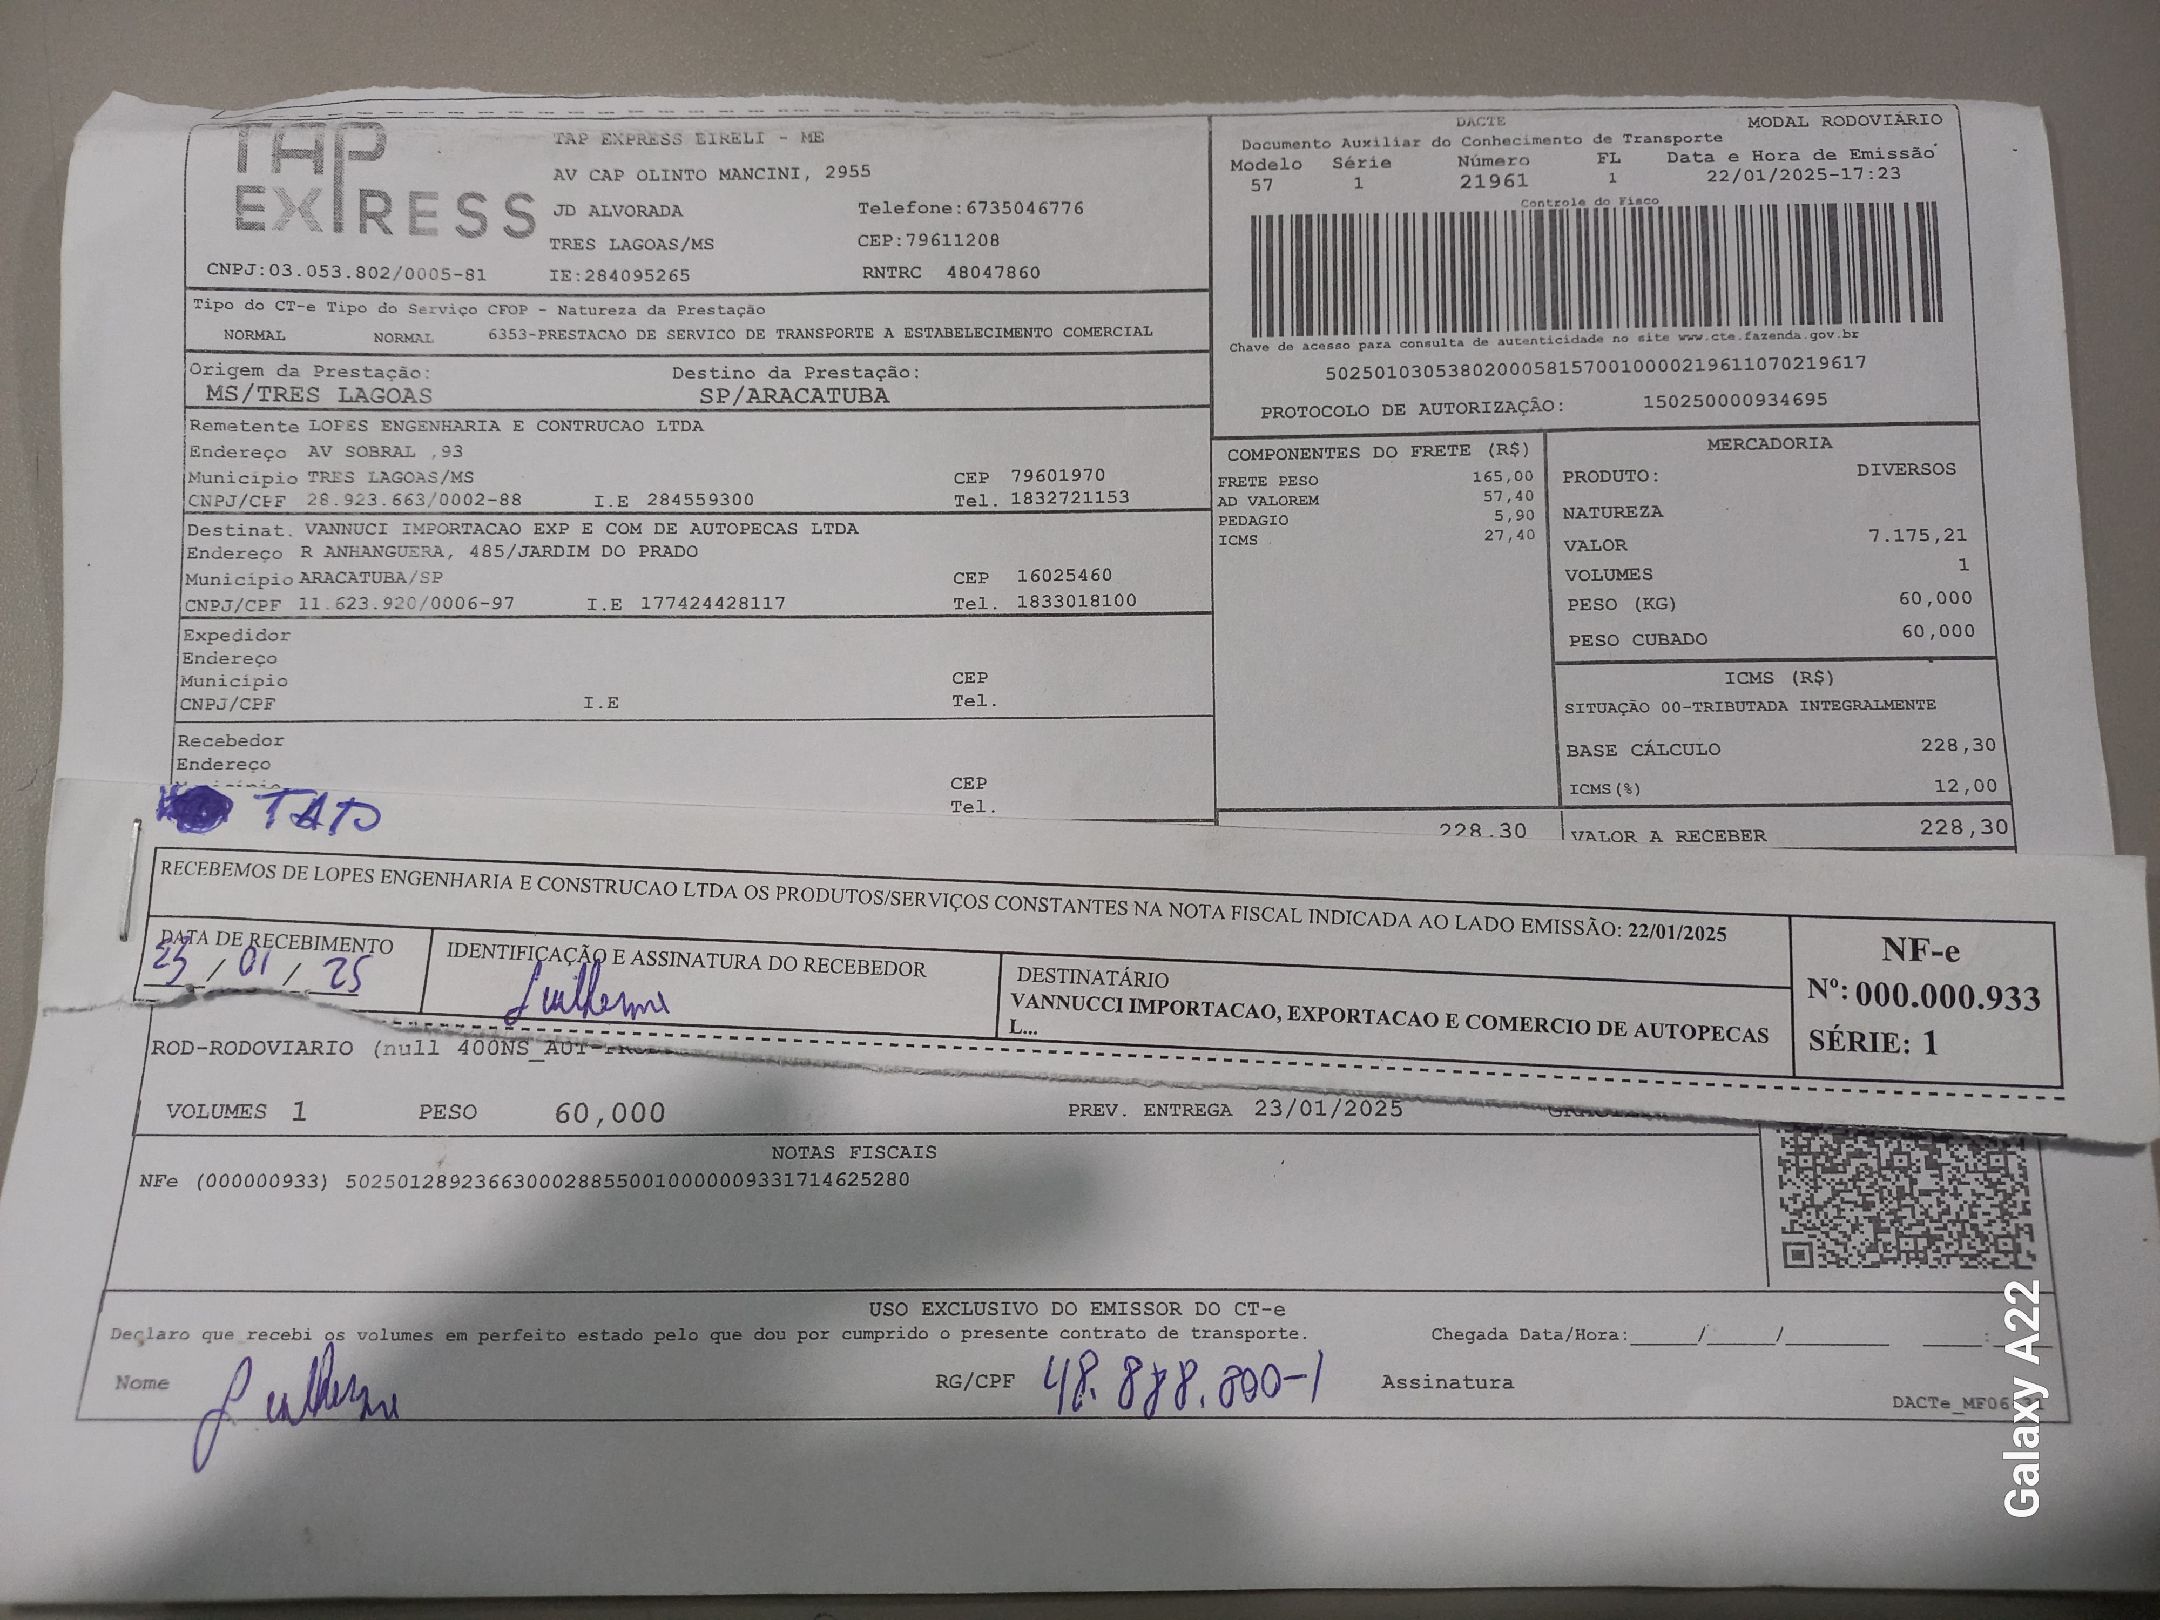 TAP
EXPRESS
TAP EXPRESS EIRELI - ME
AV CAP OLINTO MANCINI, 2955
JD ALVORADA Telefone:6735046776
TRES LAGOAS/MS CEP:79611208
CNPJ:03.053.802/0005-81 IE:284095265 RNTRC 48047860
DACTE MODAL RODOVIÁRIO
Documento Auxiliar do Conhecimento de Transporte
Modelo Série Número FL Data e Hora de Emissão
57 1 21961 1 22/01/2025-17:23
Controle do Fisco
Chave de acesso para consulta de autenticidade no site www.cte.fazenda.gov.br
50250103053802000581570010000219611070219617
PROTOCOLO DE AUTORIZAÇÃO: 150250000934695
Tipo do CT-e Tipo do Serviço CFOP - Natureza da Prestação
NORMAL NORMAL 6353-PRESTACAO DE SERVICO DE TRANSPORTE A ESTABELECIMENTO COMERCIAL
Origem da Prestação: Destino da Prestação:
MS/TRES LAGOAS SP/ARACATUBA
Remetente LOPES ENGENHARIA E CONTRUCAO LTDA
Endereço AV SOBRAL ,93
Município TRES LAGOAS/MS CEP 79601970
CNPJ/CPF 28.923.663/0002-88 I.E 284559300 Tel. 1832721153
Destinat. VANNUCI IMPORTACAO EXP E COM DE AUTOPECAS LTDA
Endereço R ANHANGUERA, 485/JARDIM DO PRADO
Município ARACATUBA/SP CEP 16025460
CNPJ/CPF 11.623.920/0006-97 I.E 177424428117 Tel. 1833018100
Expedidor
Endereço
Município CEP
CNPJ/CPF I.E Tel.
Recebedor
Endereço
Município CEP
Tel.
COMPONENTES DO FRETE (R$)
FRETE PESO 165,00
AD VALOREM 57,40
PEDAGIO 5,90
ICMS 27,40
228.30
MERCADORIA
PRODUTO: DIVERSOS
NATUREZA
VALOR 7.175,21
VOLUMES 1
PESO (KG) 60,000
PESO CUBADO 60,000
ICMS (R$)
SITUAÇÃO 00-TRIBUTADA INTEGRALMENTE
BASE CÁLCULO 228,30
ICMS(%) 12,00
VALOR A RECEBER 228,30
TAP
RECEBEMOS DE LOPES ENGENHARIA E CONSTRUCAO LTDA OS PRODUTOS/SERVIÇOS CONSTANTES NA NOTA FISCAL INDICADA AO LADO EMISSÃO: 22/01/2025
DATA DE RECEBIMENTO
23/01/25
IDENTIFICAÇÃO E ASSINATURA DO RECEBEDOR
Guilherme
DESTINATÁRIO
VANNUCCI IMPORTACAO, EXPORTACAO E COMERCIO DE AUTOPECAS
L...
NF-e
Nº: 000.000.933
SÉRIE: 1
ROD-RODOVIARIO (null 400NS_AUT-
VOLUMES 1 PESO 60,000 PREV. ENTREGA 23/01/2025
NOTAS FISCAIS
NFe (000000933) 50250128923663000288550010000009331714625280
USO EXCLUSIVO DO EMISSOR DO CT-e
Declaro que recebi os volumes em perfeito estado pelo que dou por cumprido o presente contrato de transporte. Chegada Data/Hora:_____/_____/________ ____:____
Nome Guilherme RG/CPF 48.888.800-1 Assinatura
DACTe_MF06
Galaxy A22